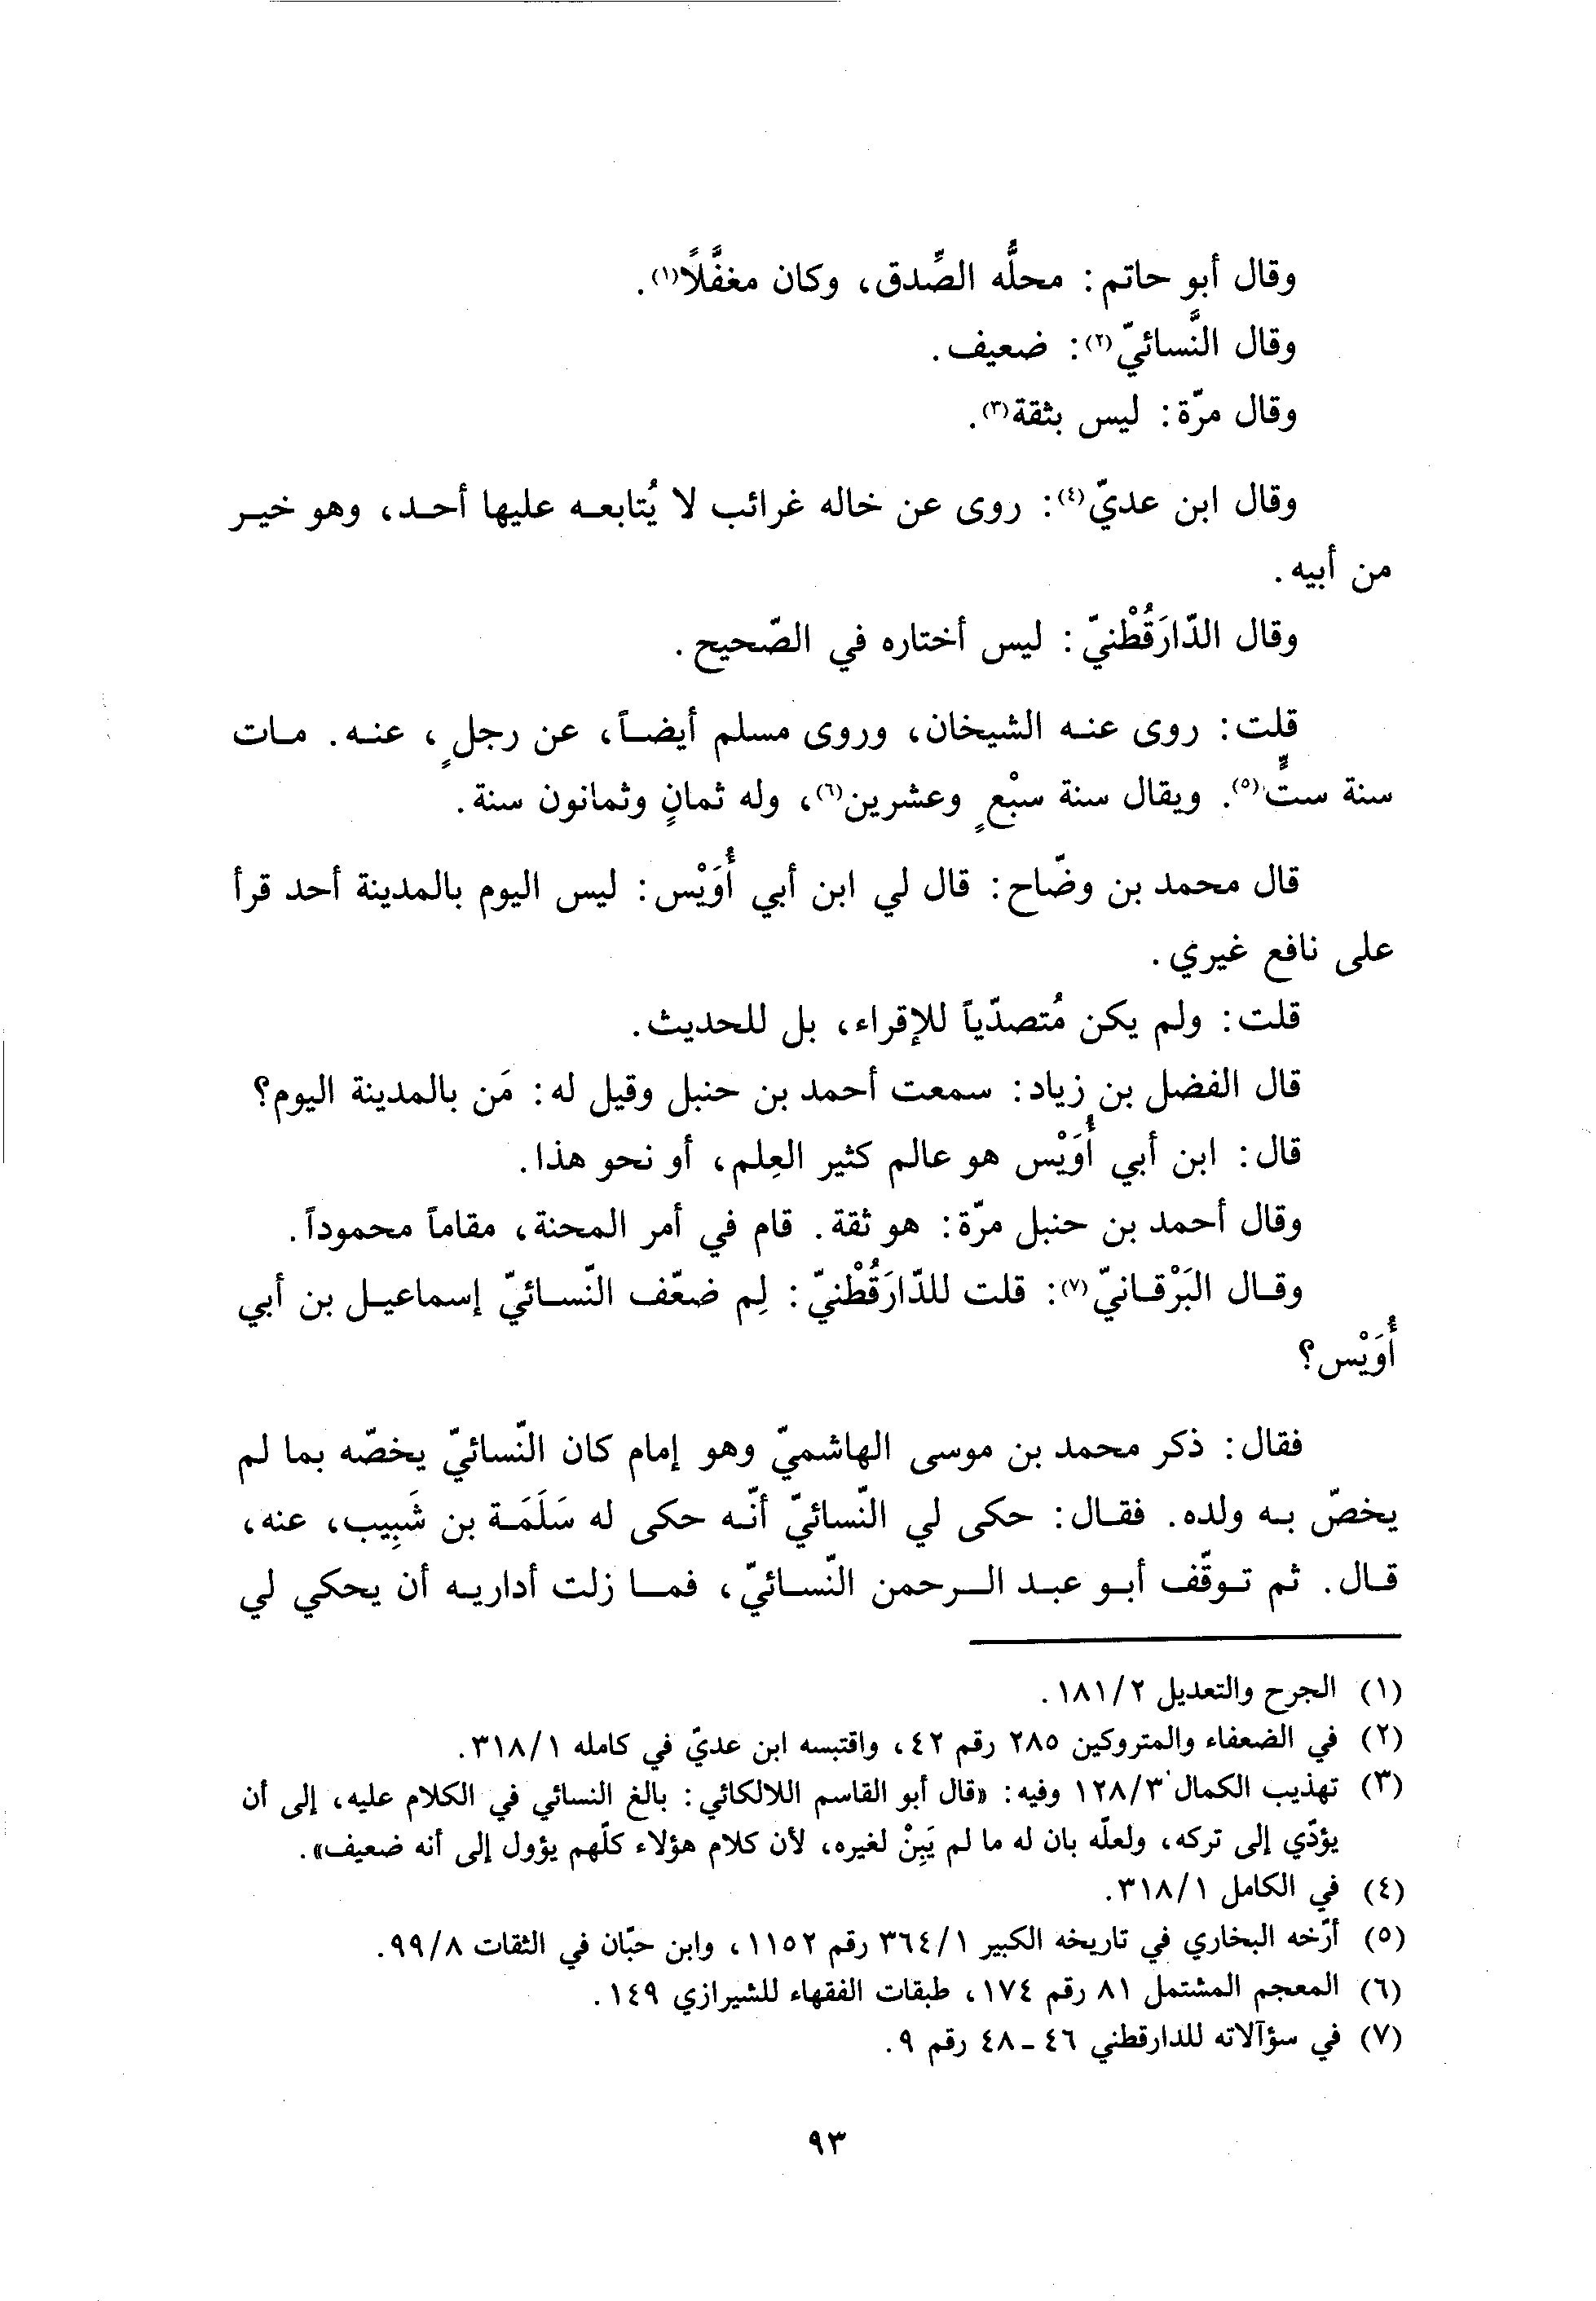 وقال أبو حاتم: محلُّه الصِّدق، وكان مغفَّلاً(١).
وقال النَّسائيّ(٢): ضعيف.
وقال مرّة: ليس بثقة(٣).
وقال ابن عديّ(٤): روى عن خاله غرائب لا يُتابعه عليها أحد، وهو خير
من أبيه.
وقال الدّارَقُطْنيّ: ليس أختاره في الصّحيح.
قلت: روى عنه الشيخان، وروى مسلم أيضاً، عن رجلٍ، عنه. مات
سنة ستٍّ(٥). ويقال سنة سبْعٍ وعشرين(٦)، وله ثمانٍ وثمانون سنة.
قال محمد بن وضّاح: قال لي ابن أبي أُوَيْس: ليس اليوم بالمدينة أحد قرأ
على نافع غيري.
قلت: ولم يكن مُتصدّياً للإقراء، بل للحديث.
قال الفضل بن زياد: سمعت أحمد بن حنبل وقيل له: مَن بالمدينة اليوم؟
قال: ابن أبي أُوَيْس هو عالم كثير العِلم، أو نحو هذا.
وقال أحمد بن حنبل مرّة: هو ثقة. قام في أمر المحنة، مقاماً محموداً.
وقال البَرْقانيّ(٧): قلت للدّارَقُطْنيّ: لِم ضعّف النّسائيّ إسماعيل بن أبي
أُوَيْس؟
فقال: ذكر محمد بن موسى الهاشميّ وهو إمام كان النّسائيّ يخصّه بما لم
يخصّ به ولده. فقال: حكى لي النّسائيّ أنّه حكى له سَلَمَة بن شَبِيب، عنه،
قال. ثم توقّف أبو عبد الرحمن النّسائيّ، فما زلت أداريه أن يحكي لي
(١) الجرح والتعديل ١٨١/٢.
(٢) في الضعفاء والمتروكين ٢٨٥ رقم ٤٢، واقتبسه ابن عديّ في كامله ٣١٨/١.
(٣) تهذيب الكمال ١٢٨/٣ وفيه: «قال أبو القاسم اللالكائي: بالغ النسائي في الكلام عليه، إلى أن
يؤدّي إلى تركه، ولعلّه بان له ما لم يَبِنْ لغيره، لأن كلام هؤلاء كلّهم يؤول إلى أنه ضعيف».
(٤) في الكامل ٣١٨/١.
(٥) أرّخه البخاري في تاريخه الكبير ٣٦٤/١ رقم ١١٥٢، وابن حبّان في الثقات ٩٩/٨.
(٦) المعجم المشتمل ٨١ رقم ١٧٤، طبقات الفقهاء للشيرازي ١٤٩.
(٧) في سؤآلاته للدارقطني ٤٦ - ٤٨ رقم ٩.
٩٣